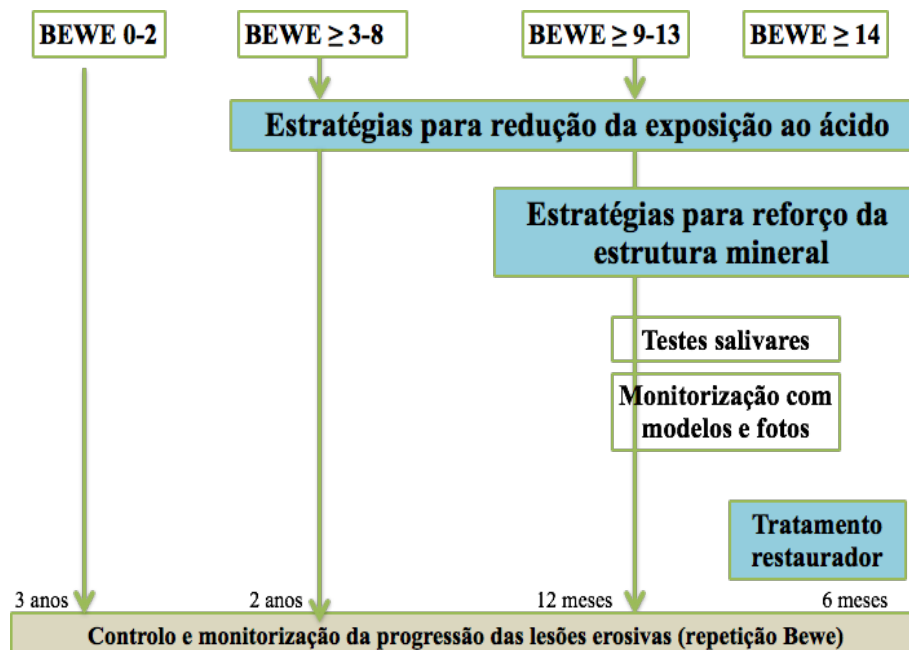 BEWE 0-2
BEWE ≥ 3-8
BEWE ≥ 9-13
BEWE ≥ 14
Estratégias para redução da exposição ao ácido
Estratégias para reforço da
estrutura mineral
Testes salivares
Monitorização com
modelos e fotos
Tratamento
restaurador
3 anos
2 anos
12 meses
6 meses
Controlo e monitorização da progressão das lesões erosivas (repetição Bewe)